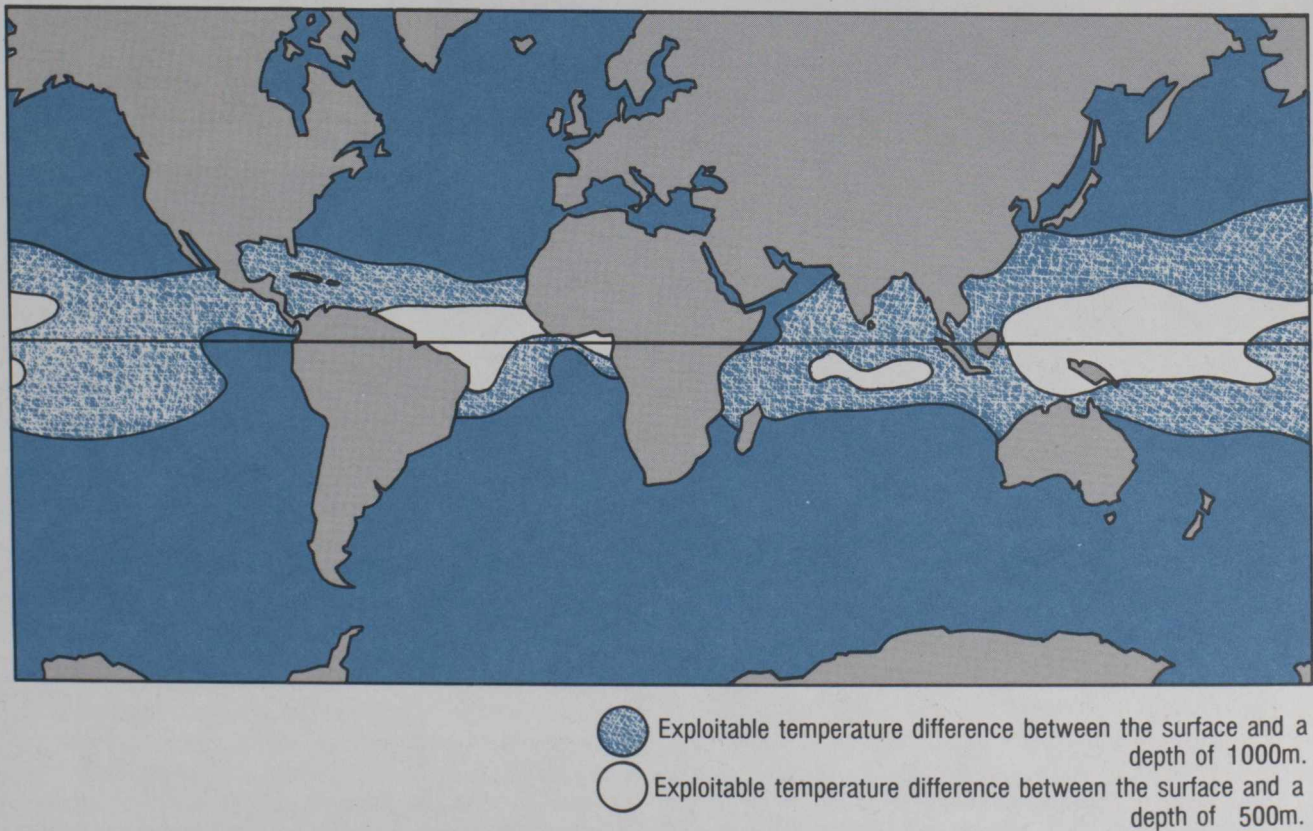 Exploitable temperature difference between the surface and a
depth of 1000m.
Exploitable temperature difference between the surface and a
depth of 500m.